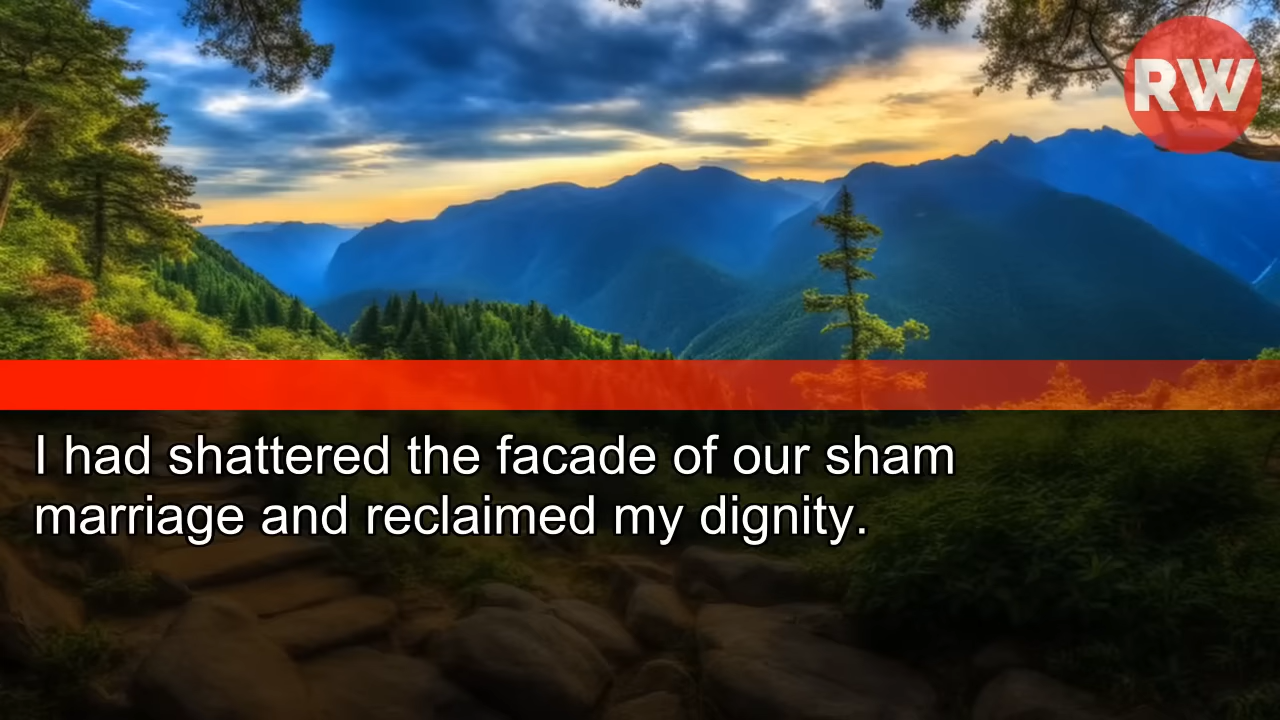 RW
I had shattered the facade of our sham
marriage and reclaimed my dignity.